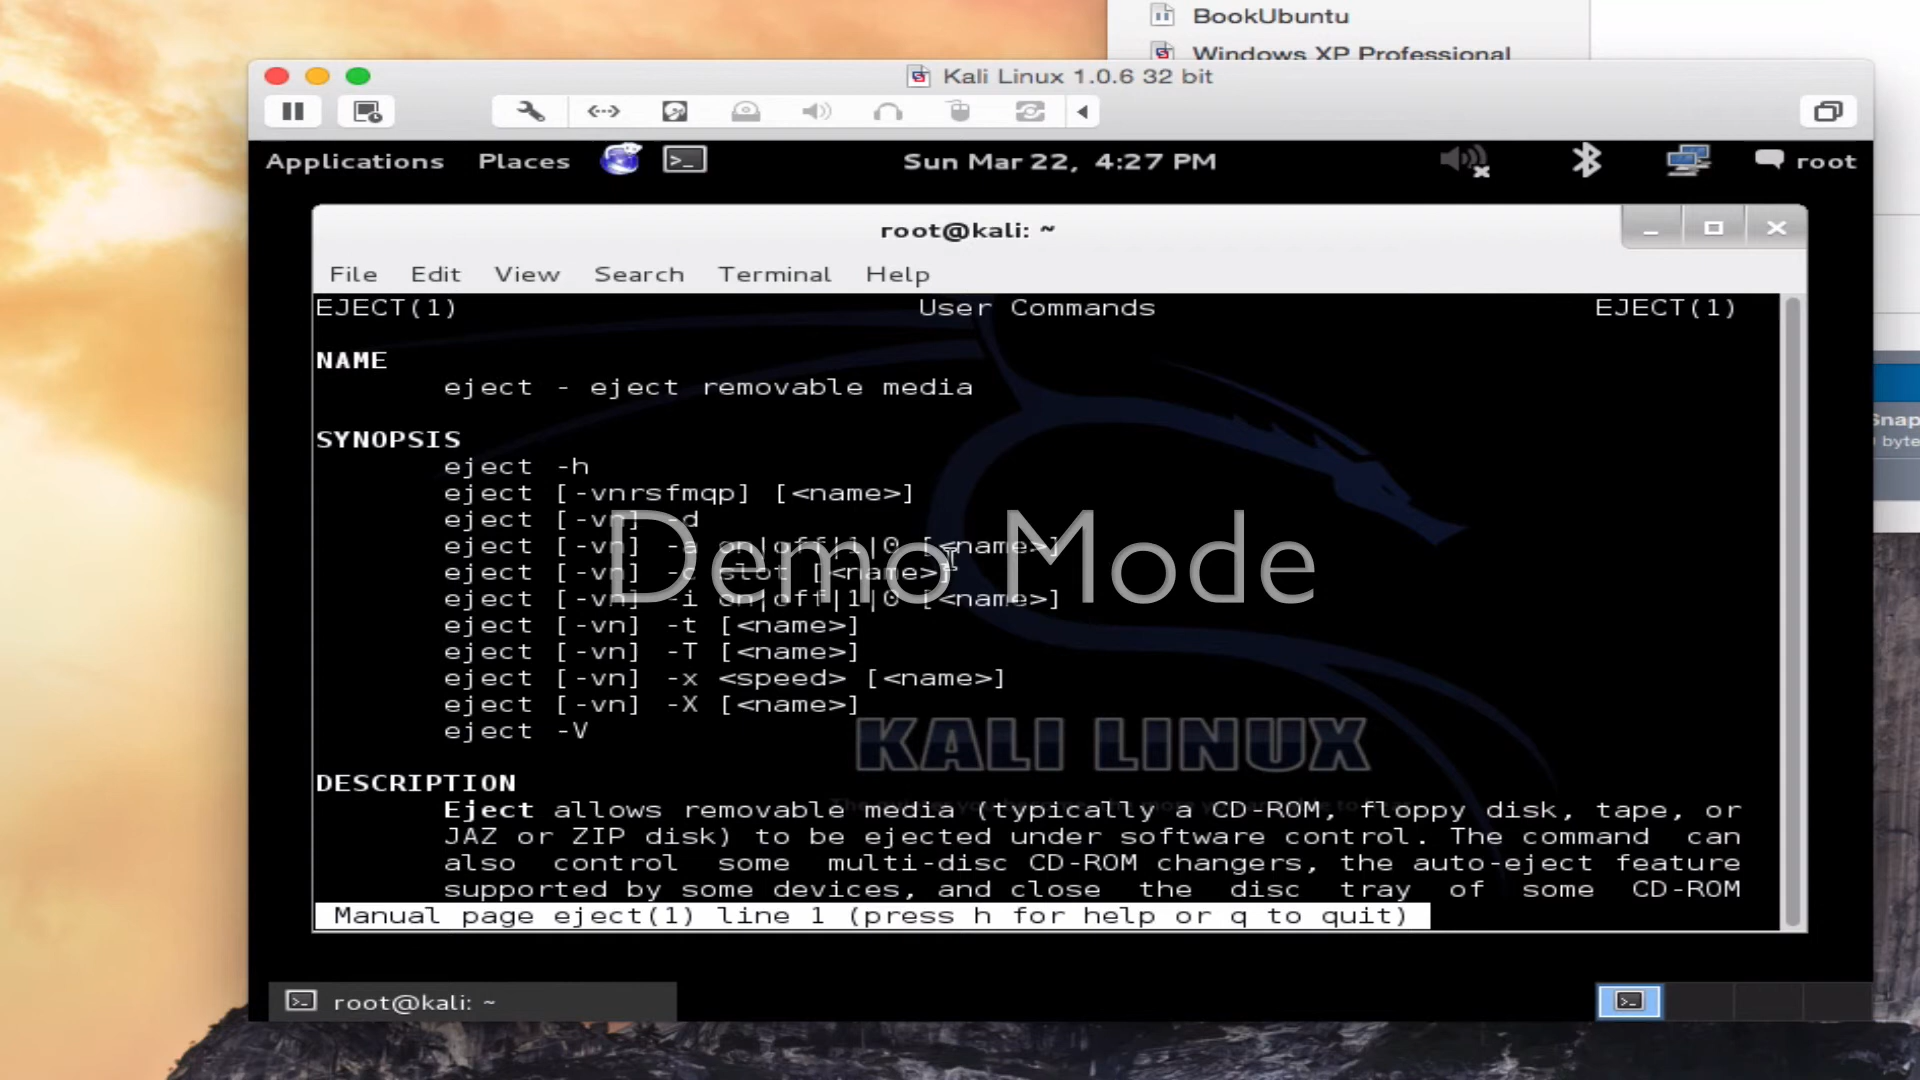 BookUbuntu
Windows XP Professional
Kali Linux 1.0.6 32 bit
Applications Places Sun Mar 22, 4:27 PM root
root@kali: ~
File Edit View Search Terminal Help
EJECT(1) User Commands EJECT(1)
NAME
eject - eject removable media
SYNOPSIS
eject -h
eject [-vnrsfmqp] [<name>]
eject [-vn] -d
eject [-vn] -a on|off|1|0 [<name>]
eject [-vn] -c slot [<name>]
eject [-vn] -i on|off|1|0 [<name>]
eject [-vn] -t [<name>]
eject [-vn] -T [<name>]
eject [-vn] -x <speed> [<name>]
eject [-vn] -X [<name>]
eject -V
Demo Mode
KALI LINUX
DESCRIPTION
Eject allows removable media (typically a CD-ROM, floppy disk, tape, or
JAZ or ZIP disk) to be ejected under software control. The command can
also control some multi-disc CD-ROM changers, the auto-eject feature
supported by some devices, and close the disc tray of some CD-ROM
Manual page eject(1) line 1 (press h for help or q to quit)
root@kali: ~
Snap
byte